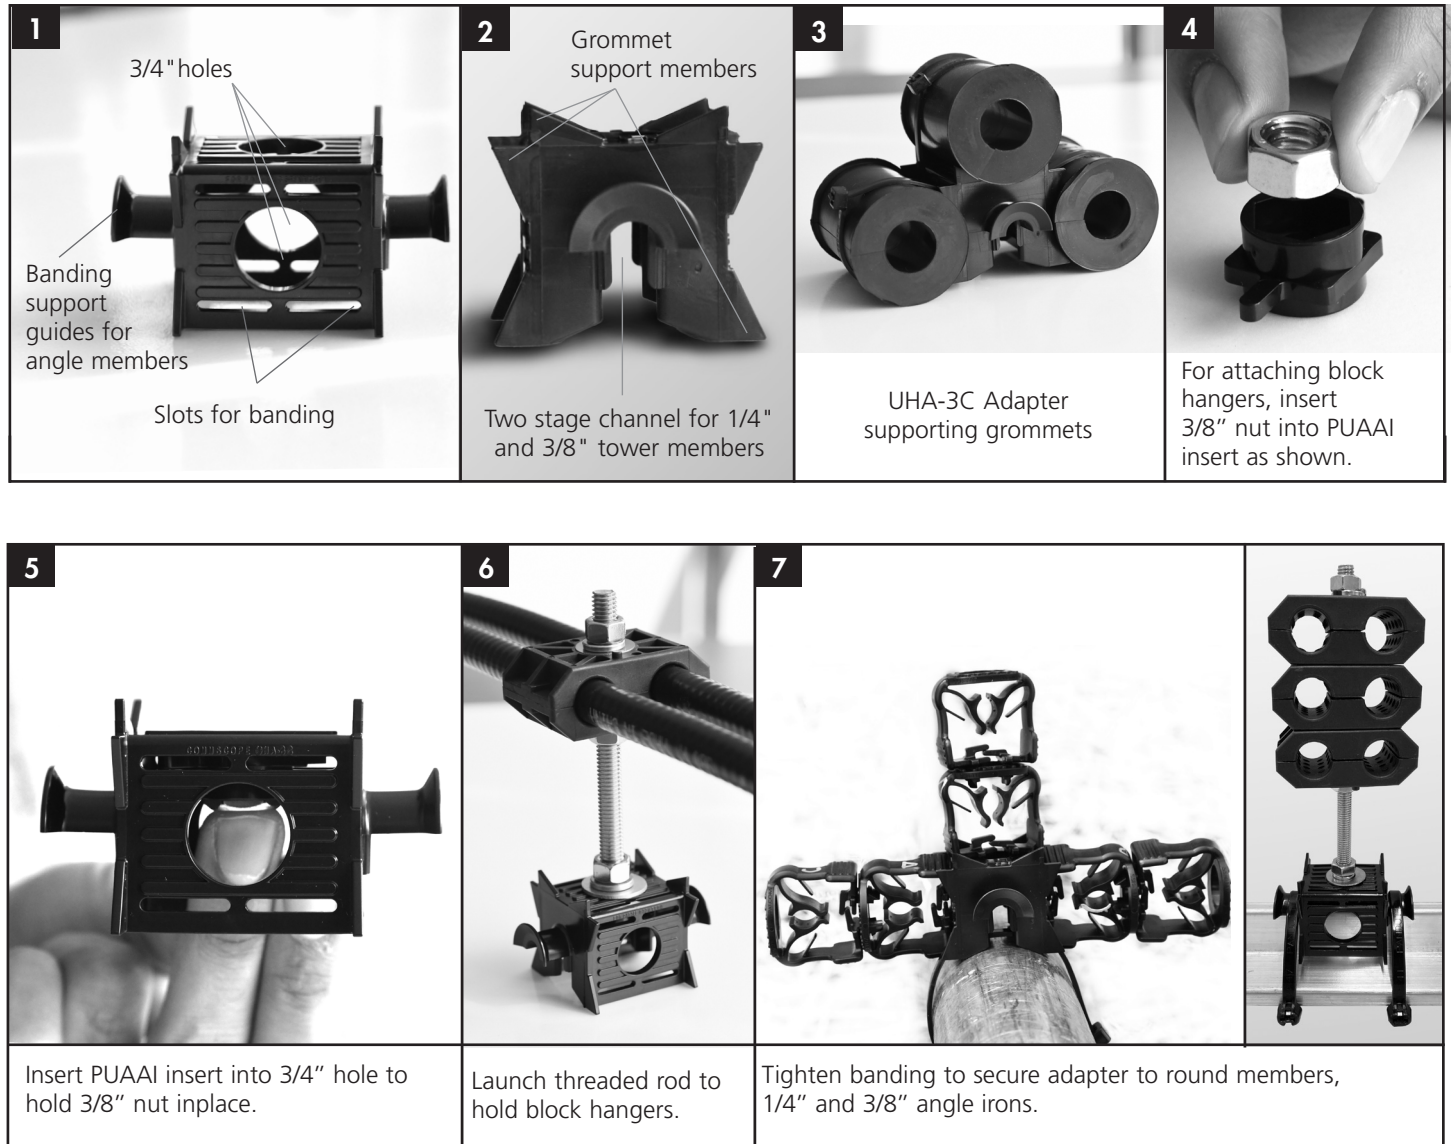 1
3/4" holes
Banding
support
guides for
angle members
Slots for banding
2
Grommet
support members
Two stage channel for 1/4"
and 3/8" tower members
3
UHA-3C Adapter
supporting grommets
4
For attaching block
hangers, insert
3/8” nut into PUAAI
insert as shown.
5
Insert PUAAI insert into 3/4” hole to
hold 3/8” nut inplace.
6
Launch threaded rod to
hold block hangers.
7
Tighten banding to secure adapter to round members,
1/4” and 3/8” angle irons.